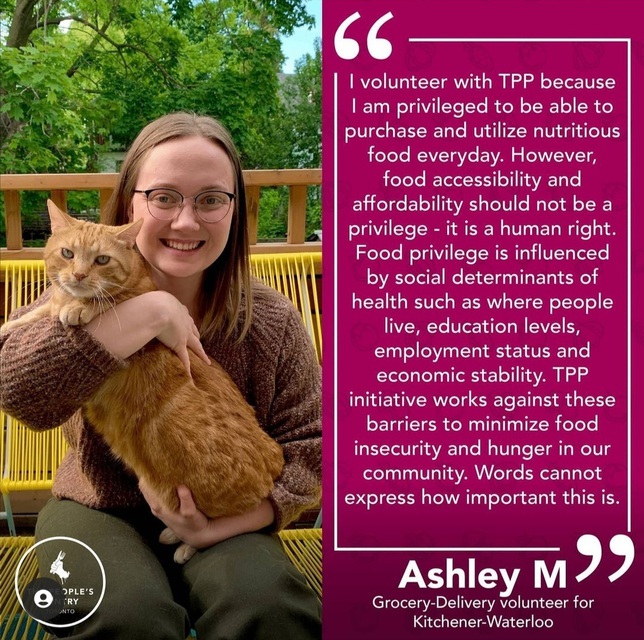 I volunteer with TPP because
I am privileged to be able to
purchase and utilize nutritious
food everyday. However,
food accessibility and
affordability should not be a
privilege - it is a human right.
Food privilege is influenced
by social determinants of
health such as where people
live, education levels,
employment status and
economic stability. TPP
initiative works against these
barriers to minimize food
insecurity and hunger in our
community. Words cannot
express how important this is.
Ashley M
Grocery-Delivery volunteer for
Kitchener-Waterloo